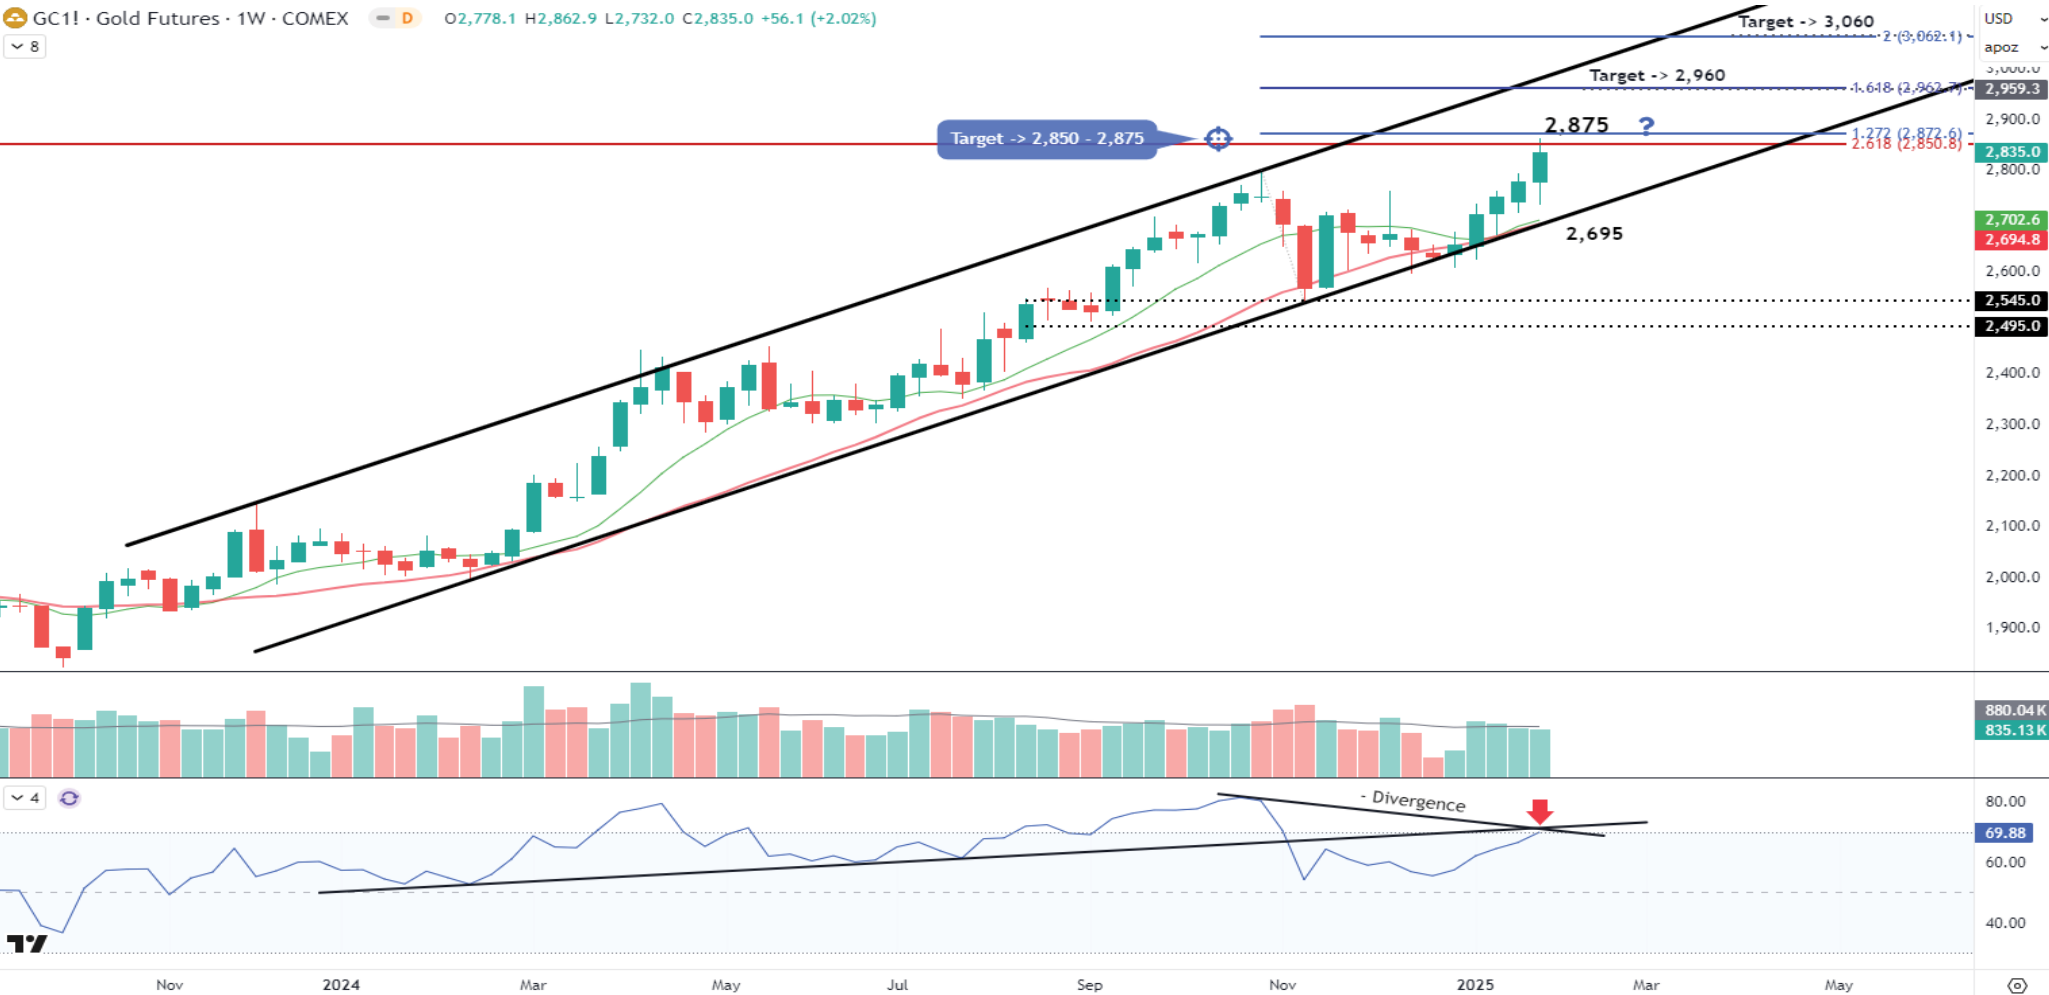 GC1! · Gold Futures · 1W · COMEX D O2,778.1 H2,862.9 L2,732.0 C2,835.0 +56.1 (+2.02%)
8
USD
apoz
Target -> 3,060
2 (3,062.1)
3,000.0
Target -> 2,960
1.618 (2,962.7)
2,959.3
2,900.0
2,875 ?
Target -> 2,850 - 2,875
1.272 (2,872.6)
2.618 (2,850.8)
2,835.0
2,800.0
2,702.6
2,695
2,694.8
2,600.0
2,545.0
2,495.0
2,400.0
2,300.0
2,200.0
2,100.0
2,000.0
1,900.0
880.04K
835.13K
4
- Divergence
80.00
69.88
60.00
40.00
Nov 2024 Mar May Jul Sep Nov 2025 Mar May